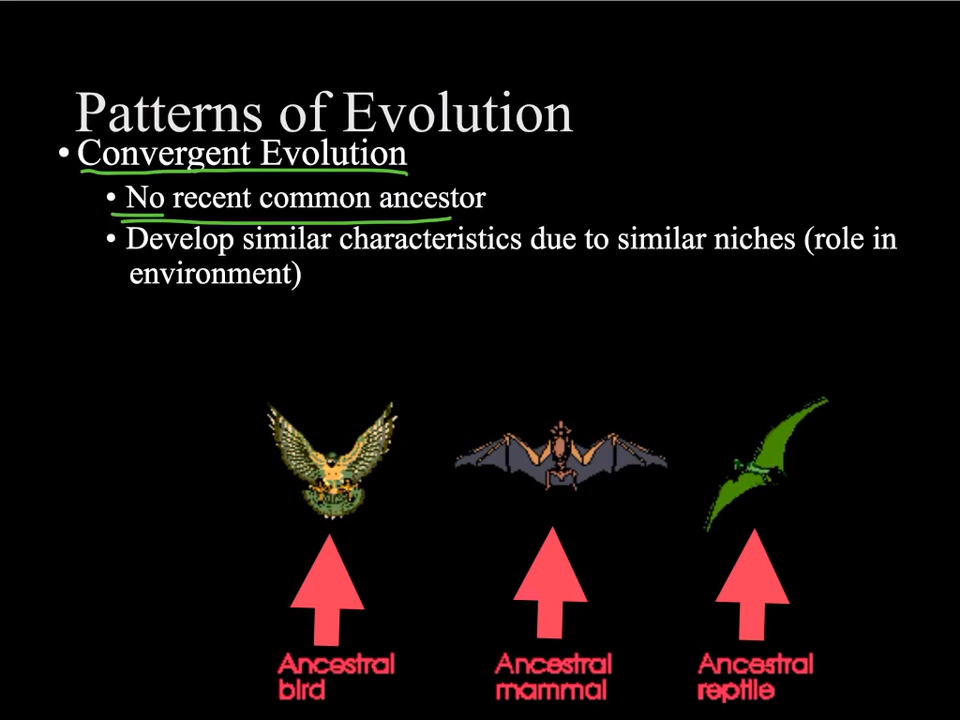 Patterns of Evolution
• Convergent Evolution
• No recent common ancestor
• Develop similar characteristics due to similar niches (role in
environment)
Ancestral bird
Ancestral mammal
Ancestral reptile